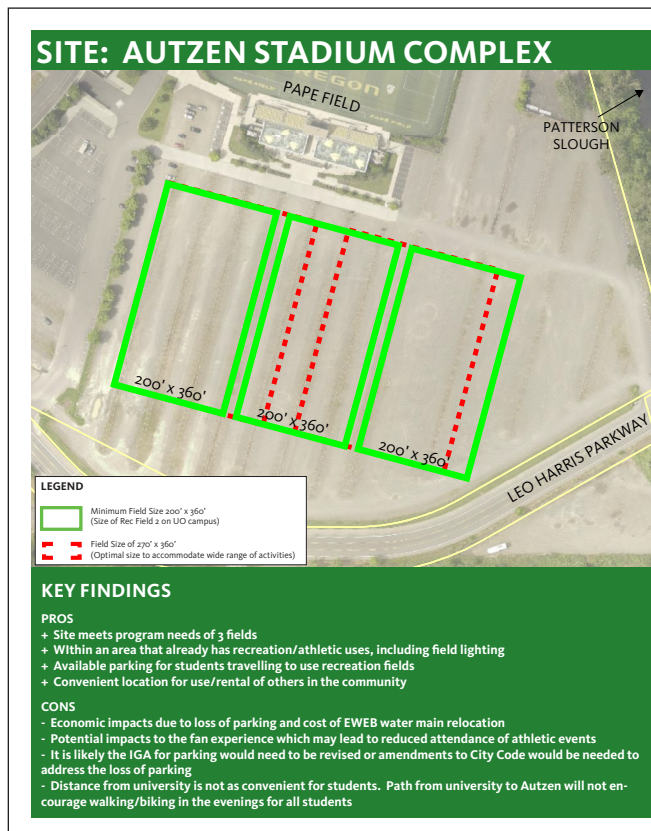 SITE: AUTZEN STADIUM COMPLEX
OREGON
PAPE FIELD
PATTERSON
SLOUGH
200' x 360'
200' x 360'
200' x 360'
LEO HARRIS PARKWAY
LEGEND
Minimum Field Size 200' x 360'
(Size of Rec Field 2 on UO campus)
Field Size of 270' x 360'
(Optimal size to accommodate wide range of activities)
KEY FINDINGS
PROS
+ Site meets program needs of 3 fields
+ WIthin an area that already has recreation/athletic uses, including field lighting
+ Available parking for students travelling to use recreation fields
+ Convenient location for use/rental of others in the community
CONS
- Economic impacts due to loss of parking and cost of EWEB water main relocation
- Potential impacts to the fan experience which may lead to reduced attendance of athletic events
- It is likely the IGA for parking would need to be revised or amendments to City Code would be needed to
address the loss of parking
- Distance from university is not as convenient for students.  Path from university to Autzen will not en-
courage walking/biking in the evenings for all students